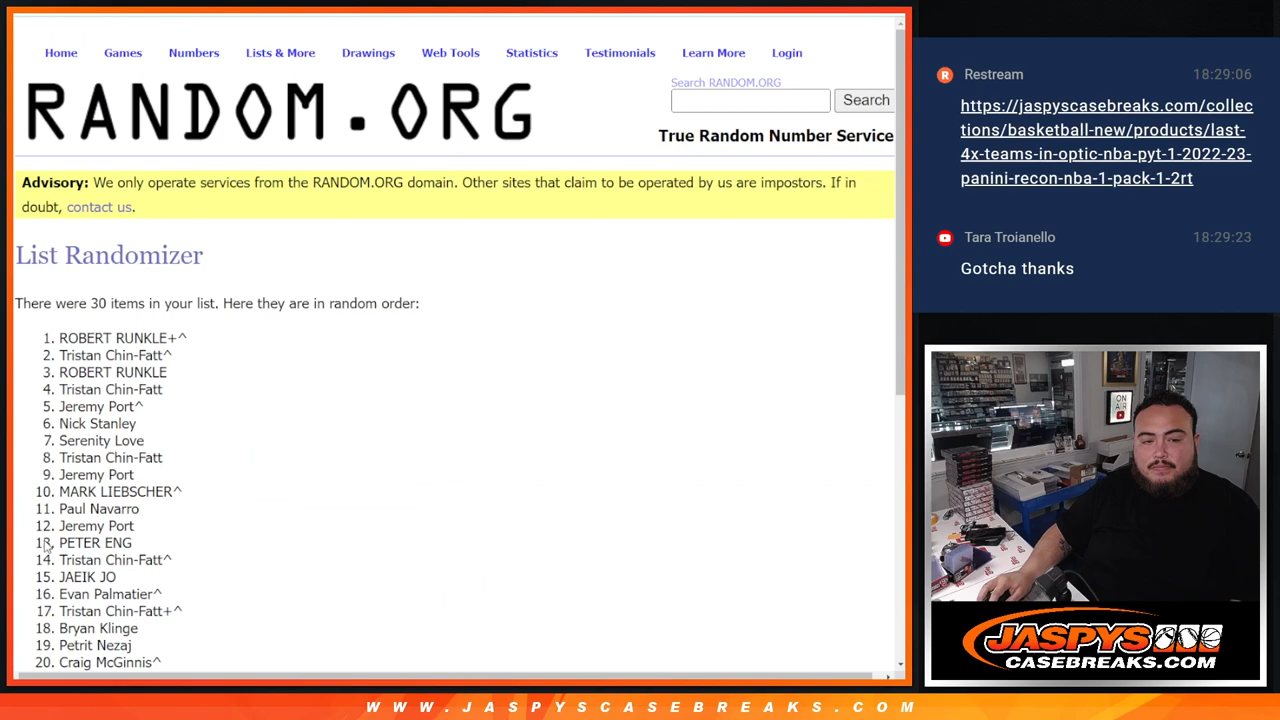 Home Games Numbers Lists & More Drawings Web Tools Statistics Testimonials Learn More Login
RANDOM.ORG
Search RANDOM.ORG
Search
True Random Number Service
Advisory: We only operate services from the RANDOM.ORG domain. Other sites that claim to be operated by us are impostors. If in
doubt, contact us.
List Randomizer
There were 30 items in your list. Here they are in random order:
1. ROBERT RUNKLE+^
2. Tristan Chin-Fatt^
3. ROBERT RUNKLE
4. Tristan Chin-Fatt
5. Jeremy Port^
6. Nick Stanley
7. Serenity Love
8. Tristan Chin-Fatt
9. Jeremy Port
10. MARK LIEBSCHER^
11. Paul Navarro
12. Jeremy Port
13. PETER ENG
14. Tristan Chin-Fatt^
15. JAEIK JO
16. Evan Palmatier^
17. Tristan Chin-Fatt+^
18. Bryan Klinge
19. Petrit Nezaj
20. Craig McGinnis^
Restream 18:29:06
https://jaspyscasebreaks.com/collec
tions/basketball-new/products/last-
4x-teams-in-optic-nba-pyt-1-2022-23-
panini-recon-nba-1-pack-1-2rt
Tara Troianello 18:29:23
Gotcha thanks
ON
AIR
JASPYS
CASEBREAKS.COM
WWW.JASPYSCASEBREAKS.COM